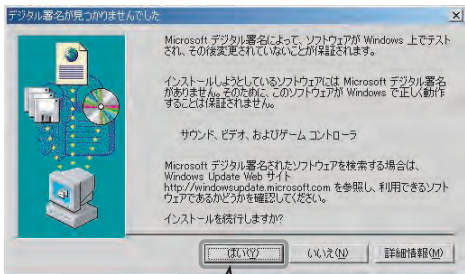 デジタル署名が見つかりませんでした
Microsoft デジタル署名によって、ソフトウェアが Windows 上でテスト
され、その後変更されていないことが保証されます。
インストールしようとしているソフトウェアには Microsoft デジタル署名
がありません。そのために、このソフトウェアが Windows で正しく動作
することは保証されません。
サウンド、ビデオ、およびゲーム コントローラ
Microsoft デジタル署名されたソフトウェアを検索する場合は、
Windows Update Web サイト
http://windowsupdate.microsoft.com を参照し、利用できるソフト
ウェアであるかどうかを確認してください。
インストールを続行しますか?
はい(Y) いいえ(N) 詳細情報(M)